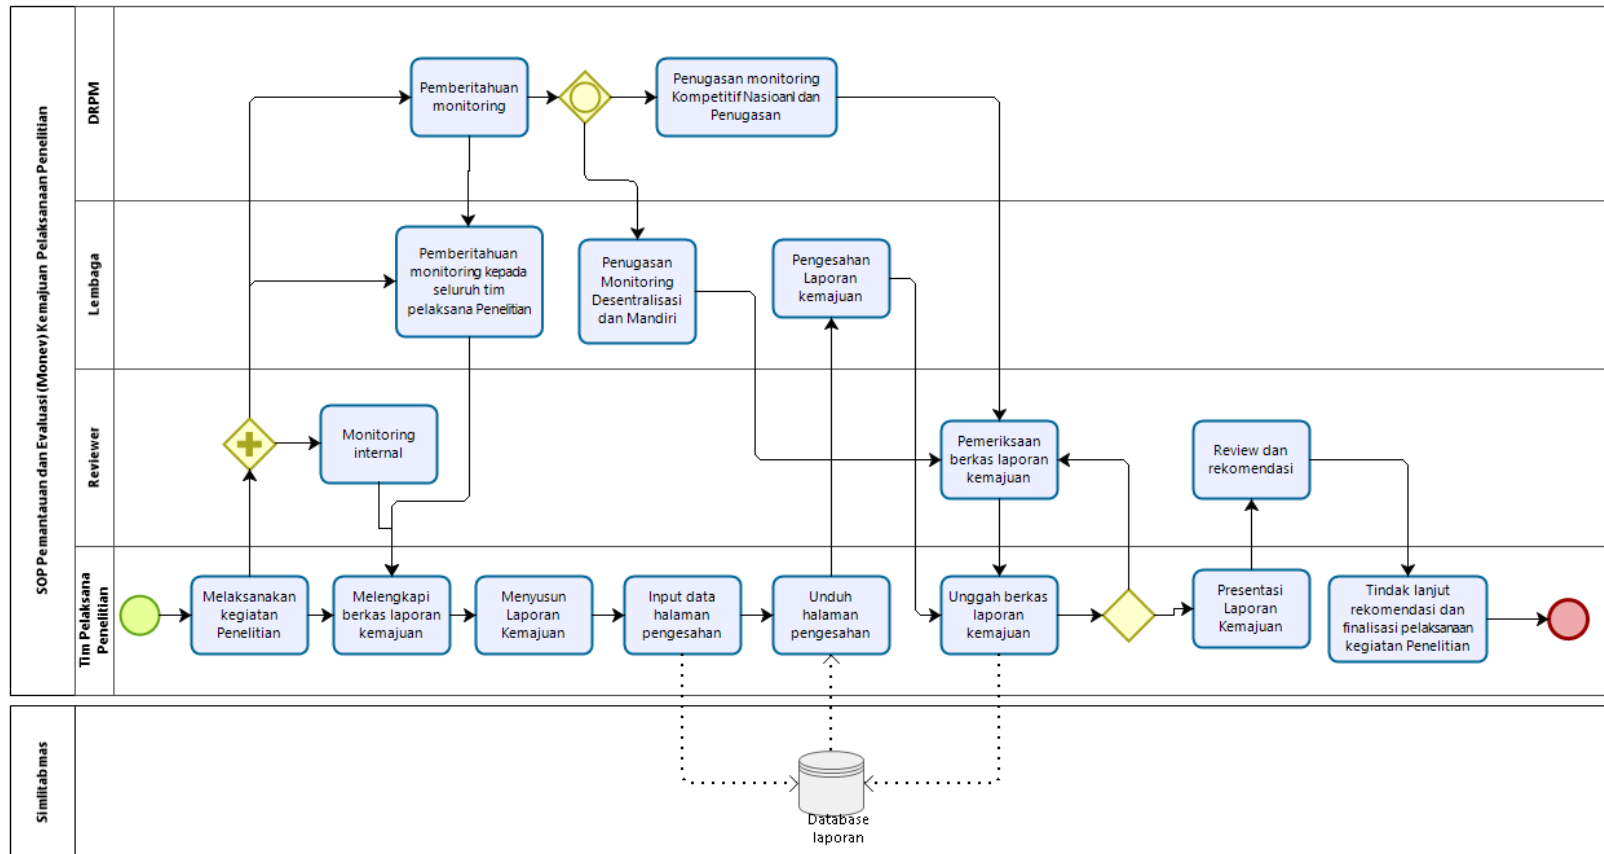 SOP Pemantauan dan Evaluasi (Monev) Kemajuan Pelaksanaan Penelitian
DRPM
Pemberitahuan
monitoring
Penugasan monitoring
Kompetitif Nasioanl dan
Penugasan
Lembaga
Pemberitahuan
monitoring kepada
seluruh tim
pelaksana Penelitian
Penugasan
Monitoring
Desentralisasi
dan Mandiri
Pengesahan
Laporan
kemajuan
Reviewer
Monitoring
internal
Pemeriksaan
berkas laporan
kemajuan
Review dan
rekomendasi
Tim Pelaksana
Penelitian
Melaksanakan
kegiatan
Penelitian
Melengkapi
berkas laporan
kemajuan
Menyusun
Laporan
Kemajuan
Input data
halaman
pengesahan
Unduh
halaman
pengesahan
Unggah berkas
laporan
kemajuan
Presentasi
Laporan
Kemajuan
Tindak lanjut
rekomendasi dan
finalisasi pelaksanaan
kegiatan Penelitian
Simlitabmas
Database
laporan